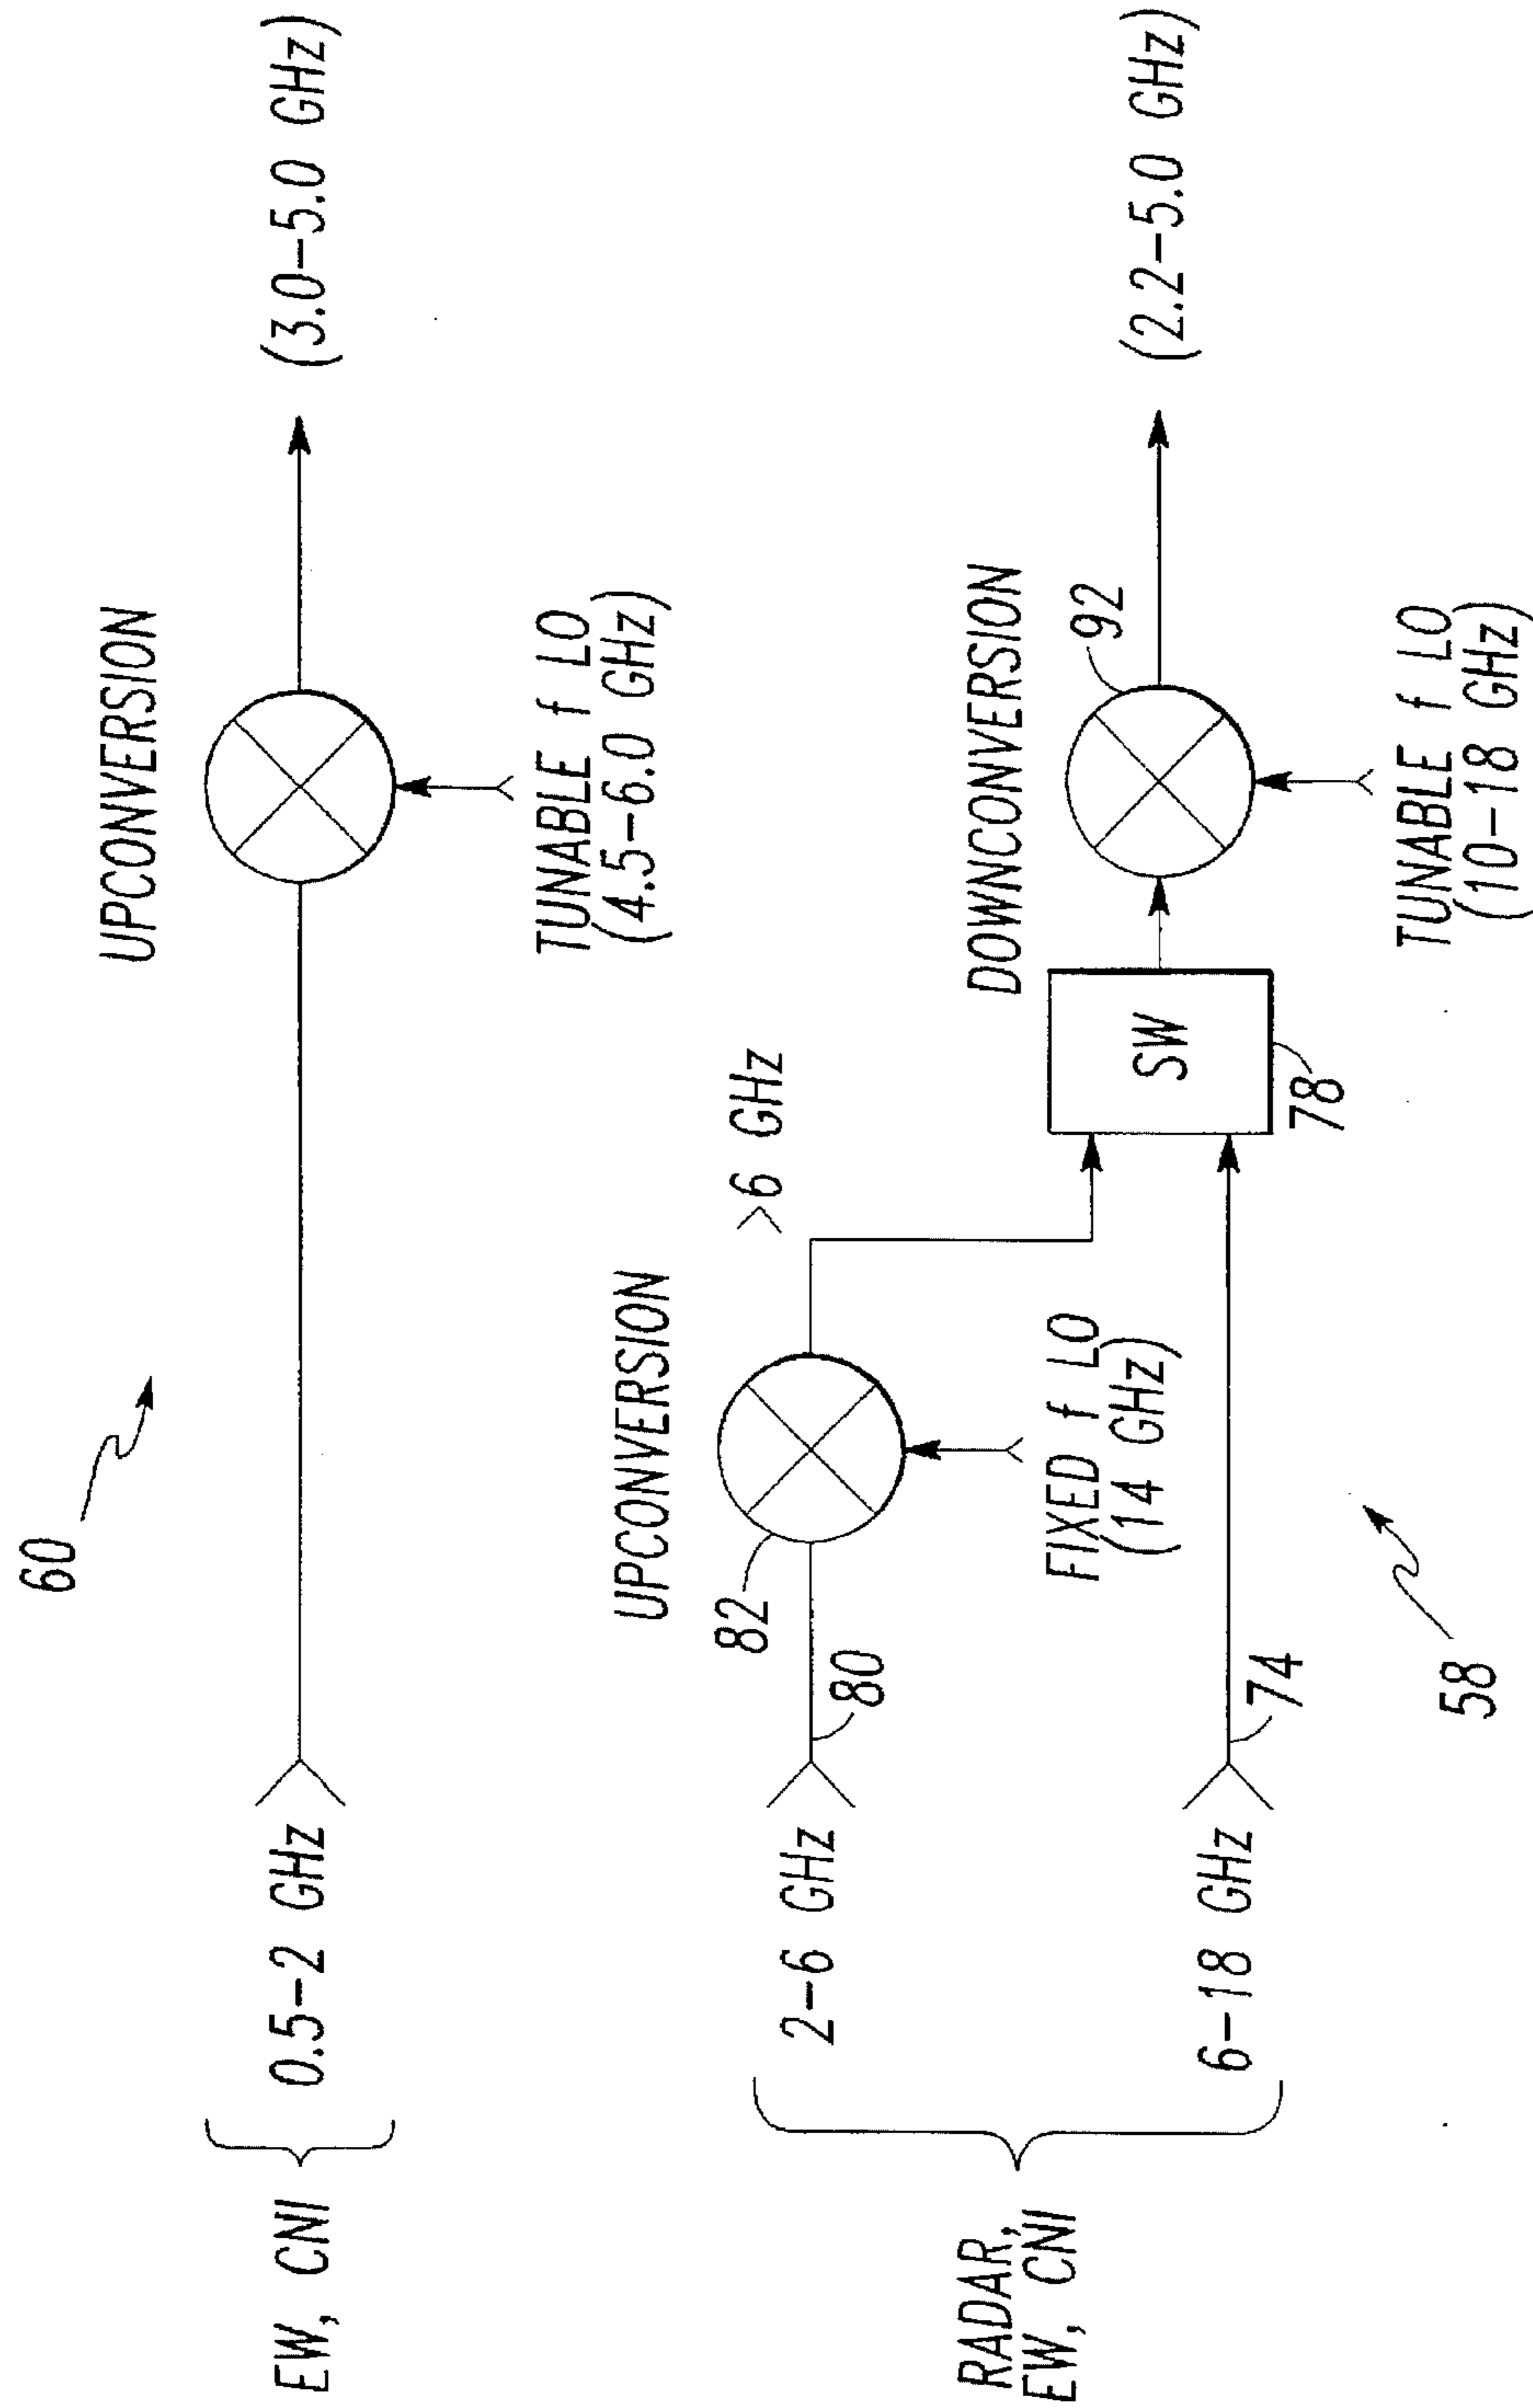 60
UPCONVERSION
EW, CNI
0.5-2 GHz
(3.0-5.0 GHz)
TUNABLE f LO
(4.5-6.0 GHz)
UPCONVERSION
>6 GHz
82
2-6 GHz
80
FIXED f LO
(14 GHz)
RADAR,
EW, CNI
DOWNCONVERSION
92
SW
78
(2.2-5.0 GHz)
6-18 GHz
74
TUNABLE f LO
(10-18 GHz)
58